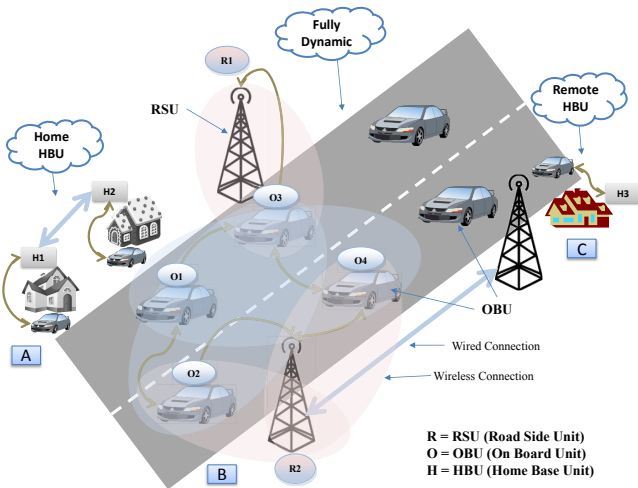 Fully
Dynamic
R1
RSU
Remote
HBU
Home
HBU
H2
H3
O3
H1
C
O1
O4
A
OBU
Wired Connection
O2
Wireless Connection
R = RSU (Road Side Unit)
O = OBU (On Board Unit)
H = HBU (Home Base Unit)
B
R2